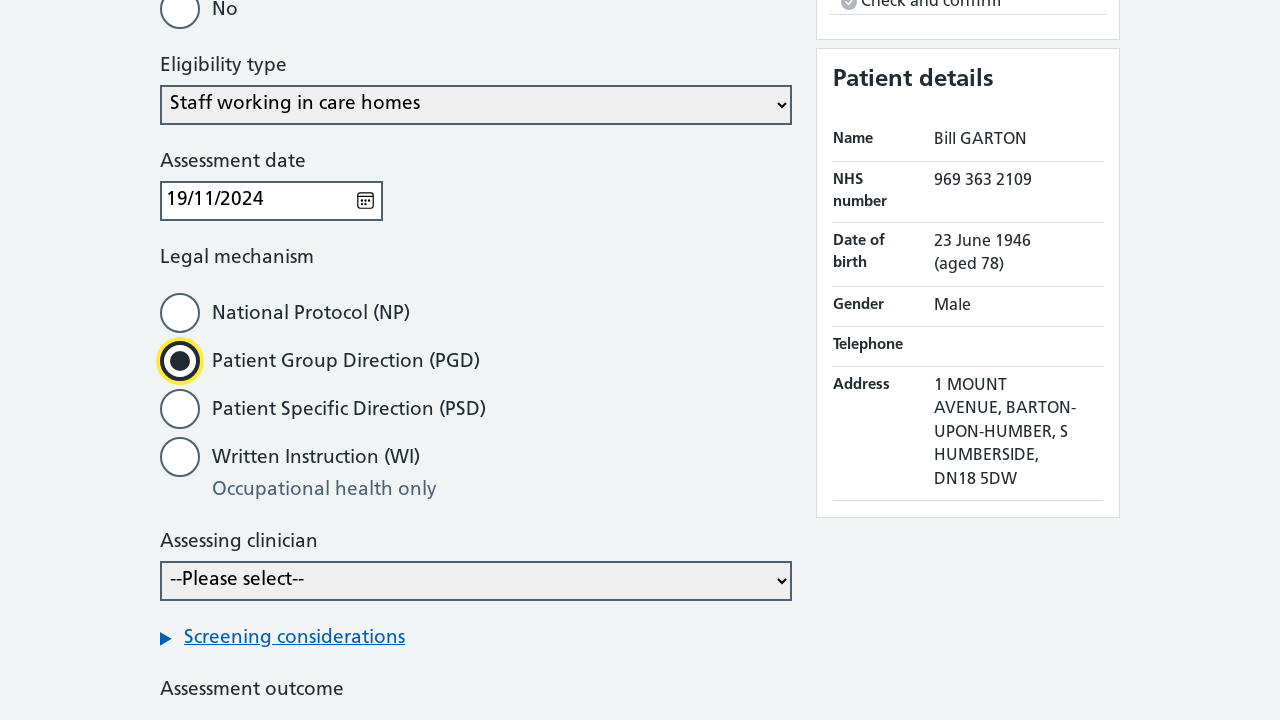 No
Eligibility type
Staff working in care homes
Assessment date
19/11/2024
Legal mechanism
National Protocol (NP)
Patient Group Direction (PGD)
Patient Specific Direction (PSD)
Written Instruction (WI)
Occupational health only
Assessing clinician
--Please select--
Screening considerations
Assessment outcome
Check and confirm
Patient details
Name Bill GARTON
NHS number 969 363 2109
Date of birth 23 June 1946 (aged 78)
Gender Male
Telephone
Address 1 MOUNT
AVENUE, BARTON-
UPON-HUMBER, S
HUMBERSIDE,
DN18 5DW